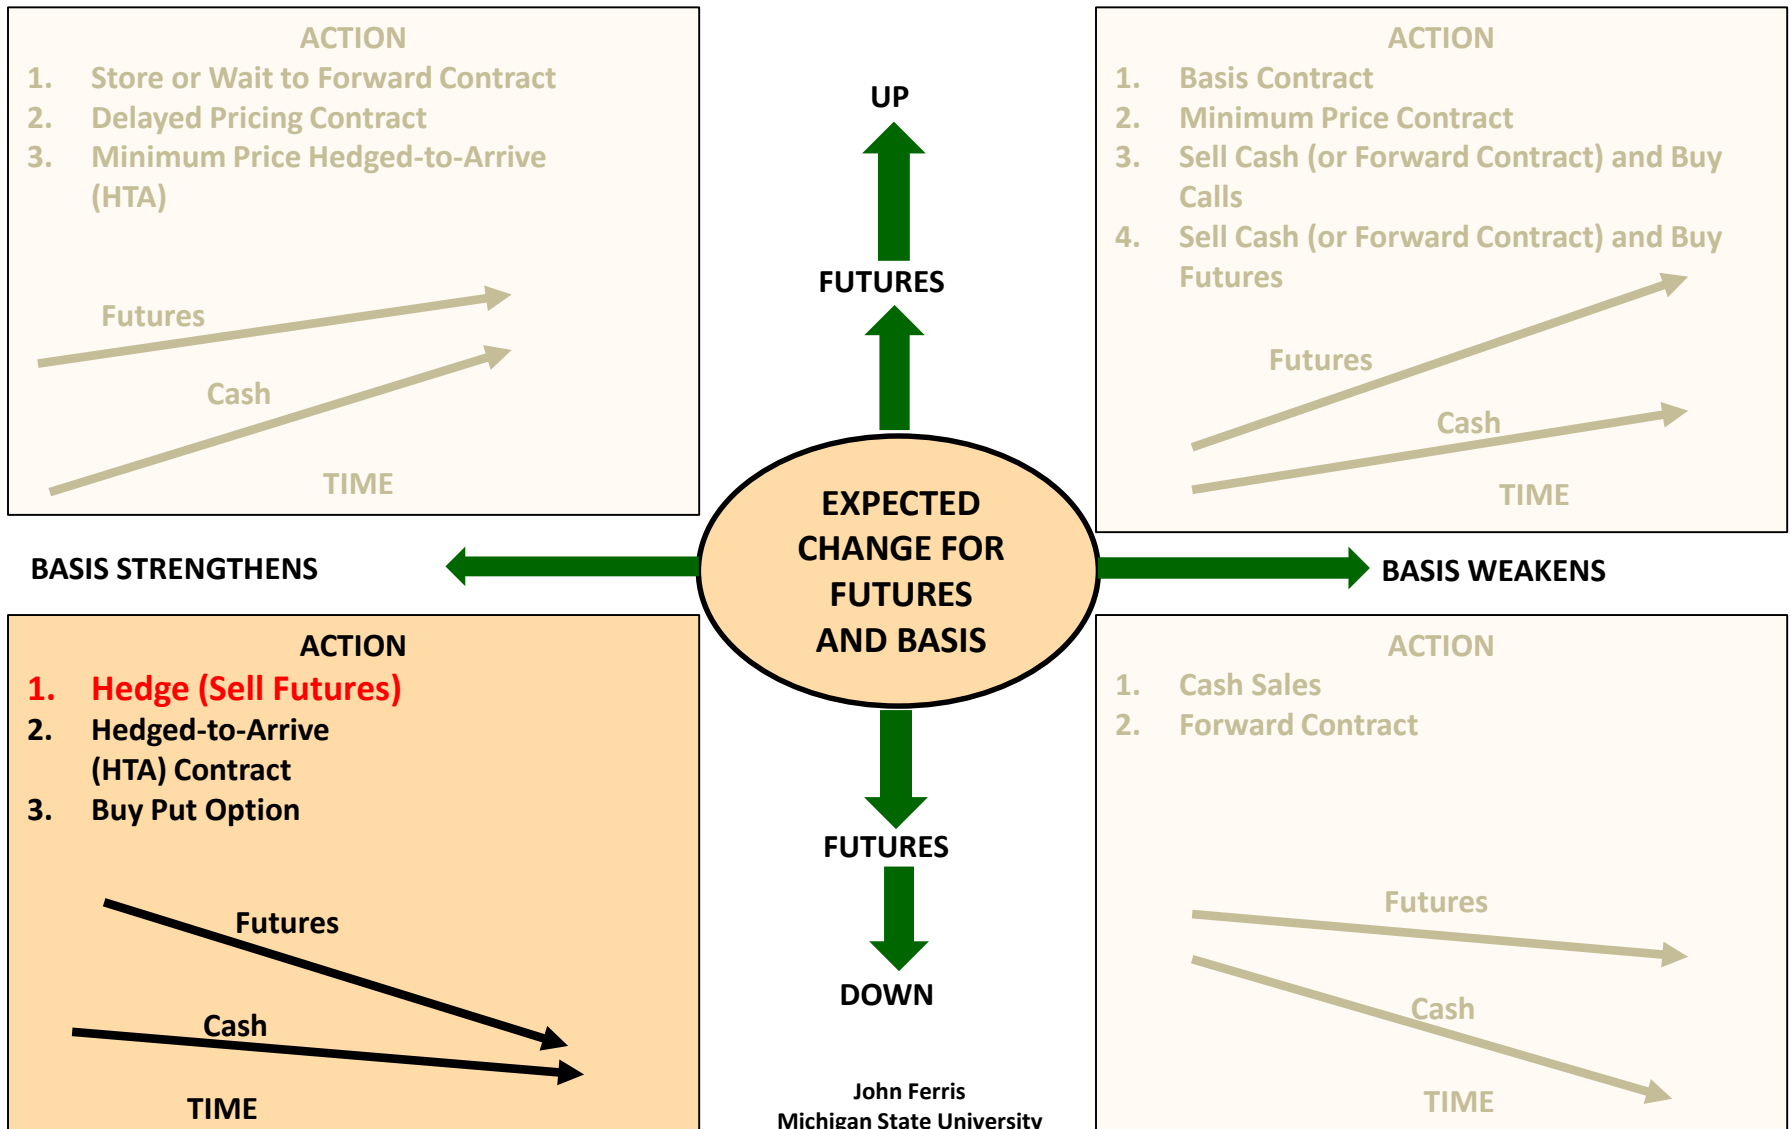 ACTION
1. Store or Wait to Forward Contract
2. Delayed Pricing Contract
3. Minimum Price Hedged-to-Arrive
(HTA)
Futures
Cash
TIME
UP
FUTURES
ACTION
1. Basis Contract
2. Minimum Price Contract
3. Sell Cash (or Forward Contract) and Buy
Calls
4. Sell Cash (or Forward Contract) and Buy
Futures
Futures
Cash
TIME
BASIS STRENGTHENS
EXPECTED
CHANGE FOR
FUTURES
AND BASIS
BASIS WEAKENS
ACTION
1. Hedge (Sell Futures)
2. Hedged-to-Arrive
(HTA) Contract
3. Buy Put Option
Futures
Cash
TIME
FUTURES
DOWN
John Ferris
Michigan State University
ACTION
1. Cash Sales
2. Forward Contract
Futures
Cash
TIME